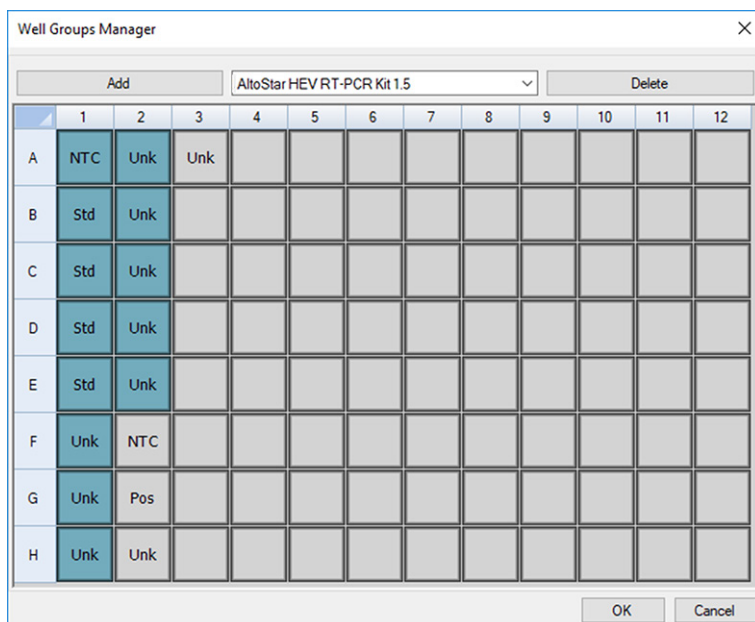 Well Groups Manager
Add AltoStar HEV RT-PCR Kit 1.5 Delete
1 2 3 4 5 6 7 8 9 10 11 12
A NTC Unk Unk
B Std Unk
C Std Unk
D Std Unk
E Std Unk
F Unk NTC
G Unk Pos
H Unk Unk
OK Cancel